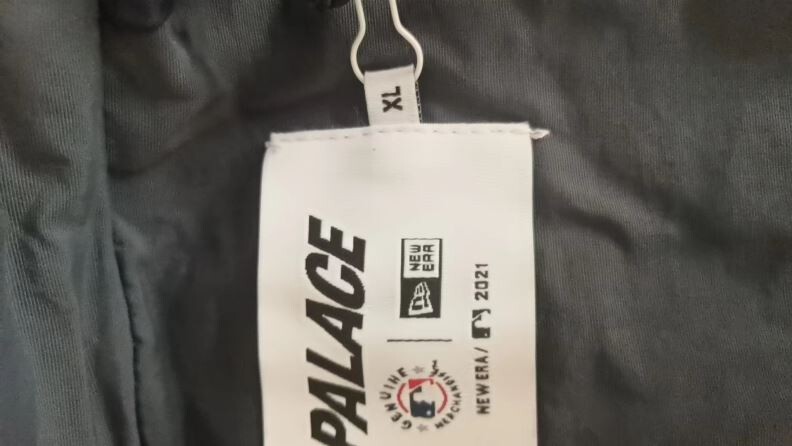 XL
PALACE
NEW ERA
GENUINE MERCHANDISE
NEW ERA/ 2021